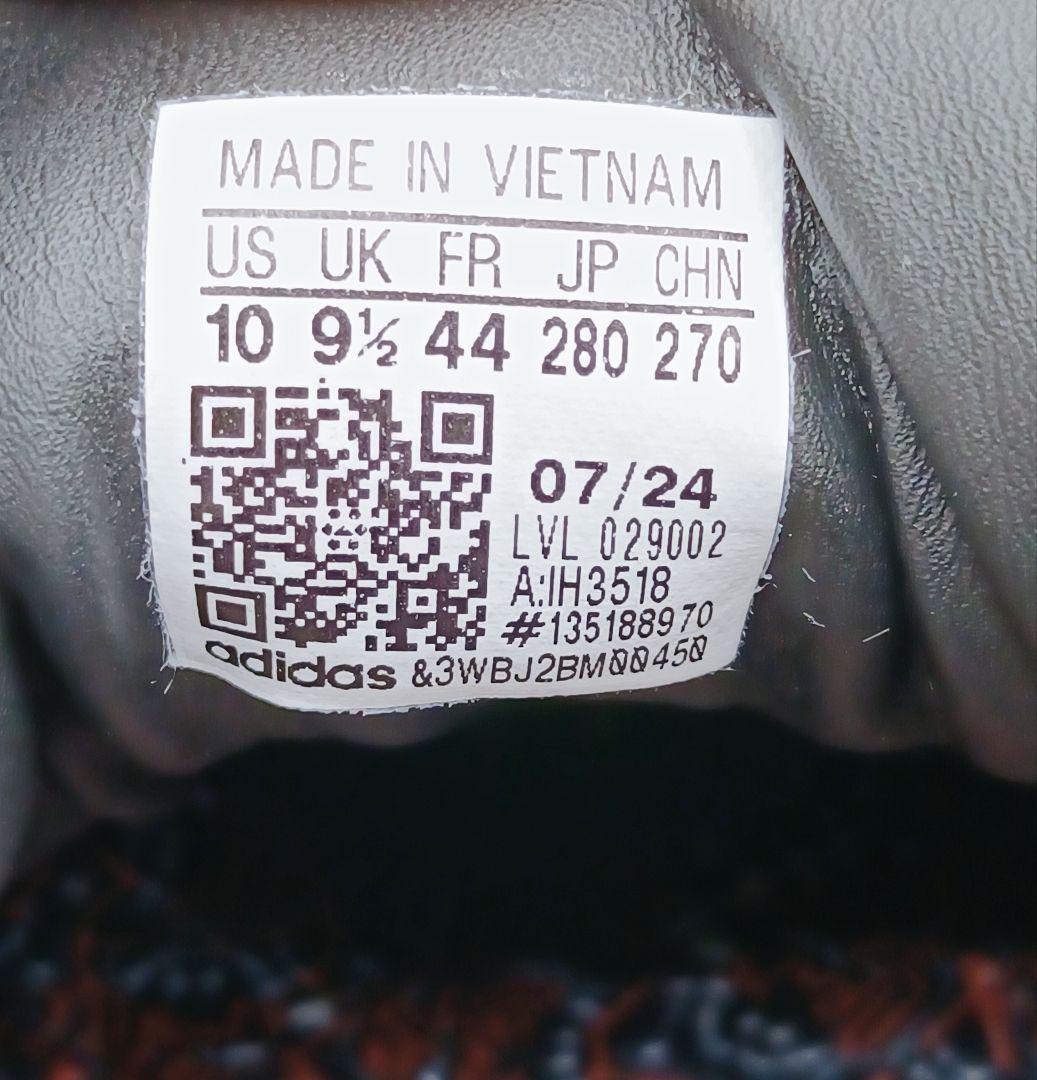 MADE IN VIETNAM
US UK FR JP CHN
10 9½ 44 280 270
07/24
LVL 029002
A:IH3518
#135188970
adidas &3WBJ2BM00450